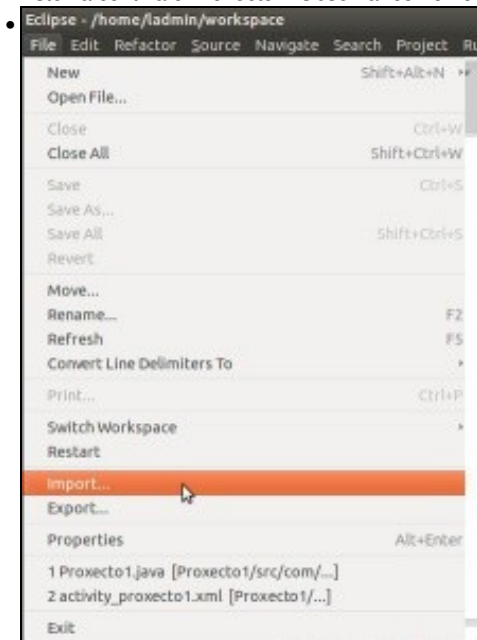 Eclipse - /home/ladmin/workspace
File Edit Refactor Source Navigate Search Project
New Shift+Alt+N
Open File...
Close Ctrl+W
Close All Shift+Ctrl+W
Save Ctrl+S
Save As...
Save All Shift+Ctrl+S
Revert
Move...
Rename... F2
Refresh F5
Convert Line Delimiters To
Print... Ctrl+P
Switch Workspace
Restart
Import...
Export...
Properties Alt+Enter
1 Proxecto1.java [Proxecto1/src/com/...]
2 activity_proxecto1.xml [Proxecto1/...]
Exit